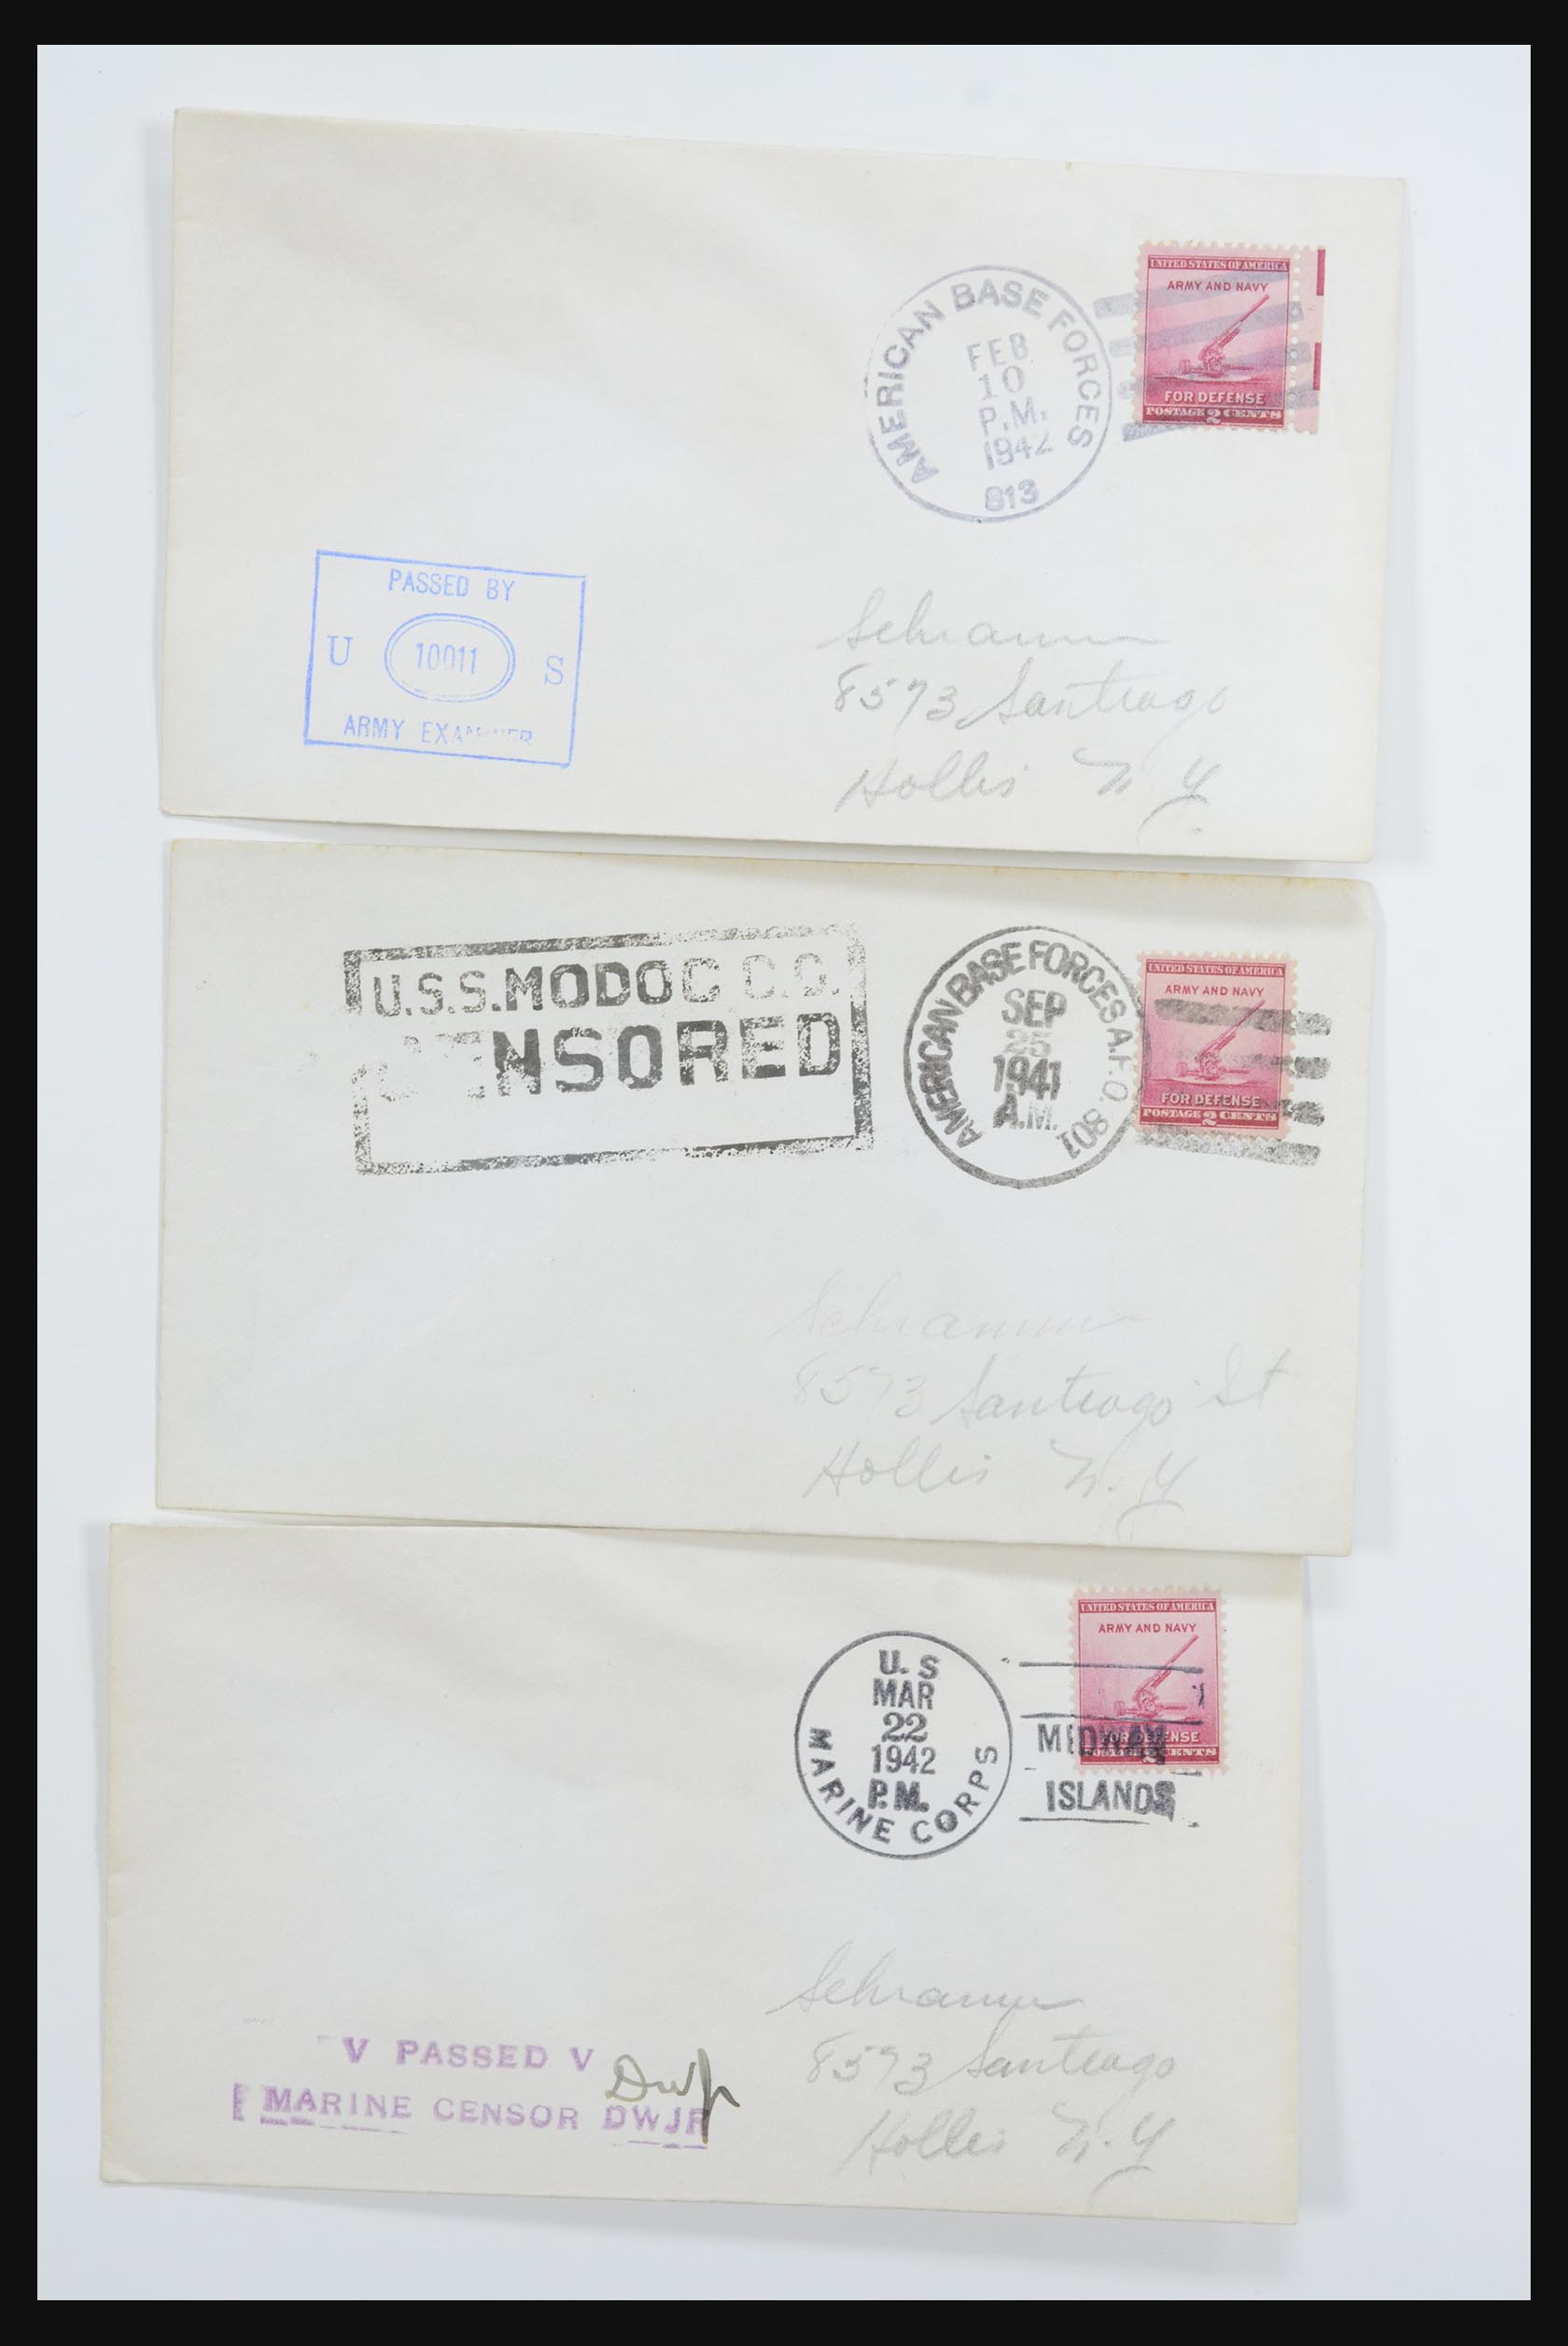 UNITED STATES OF AMERICA
ARMY AND NAVY
FOR DEFENSE
POSTAGE 2 CENTS
AMERICAN BASE FORCES
FEB
10
P.M.
1942
813
PASSED BY
U 10011 S
ARMY EXAMINER
Schramm
8573 Santiago
Hollis N. Y
U.S.S.MODOC C.G.
CENSORED
AMERICAN BASE FORCES A.P.O. 801
SEP
25
1941
A.M.
UNITED STATES OF AMERICA
ARMY AND NAVY
FOR DEFENSE
POSTAGE 2 CENTS
Schramm
8573 Santiago St
Hollis N. Y
UNITED STATES OF AMERICA
ARMY AND NAVY
FOR DEFENSE
POSTAGE 2 CENTS
U. S
MAR
22
1942
P.M.
MARINE CORPS
MIDWAY
ISLANDS
Schramm
8573 Santiago
Hollis N. Y
V PASSED V
MARINE CENSOR DWJR